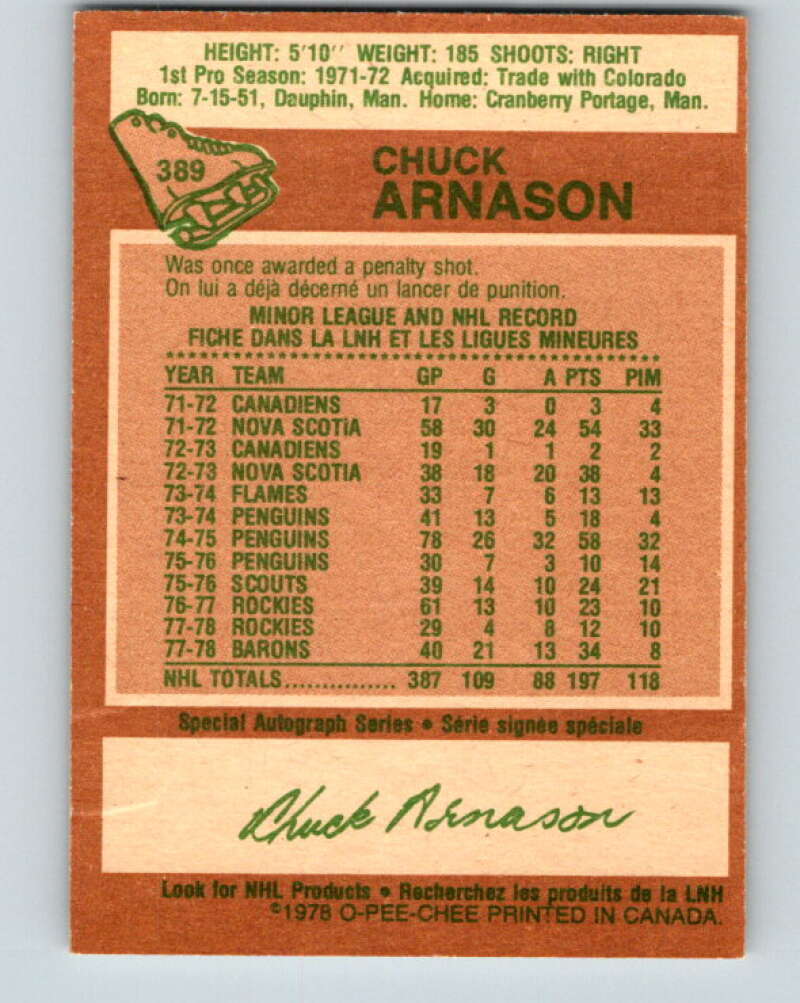 HEIGHT: 5'10'' WEIGHT: 185 SHOOTS: RIGHT
1st Pro Season: 1971-72 Acquired: Trade with Colorado
Born: 7-15-51, Dauphin, Man. Home: Cranberry Portage, Man.
389
CHUCK
ARNASON
Was once awarded a penalty shot.
On lui a déjà décerné un lancer de punition.
MINOR LEAGUE AND NHL RECORD
FICHE DANS LA LNH ET LES LIGUES MINEURES
YEAR TEAM GP G A PTS PIM
71-72 CANADIENS 17 3 0 3 4
71-72 NOVA SCOTIA 58 30 24 54 33
72-73 CANADIENS 19 1 1 2 2
72-73 NOVA SCOTIA 38 18 20 38 4
73-74 FLAMES 33 7 6 13 13
73-74 PENGUINS 41 13 5 18 4
74-75 PENGUINS 78 26 32 58 32
75-76 PENGUINS 30 7 3 10 14
75-76 SCOUTS 39 14 10 24 21
76-77 ROCKIES 61 13 10 23 10
77-78 ROCKIES 29 4 8 12 10
77-78 BARONS 40 21 13 34 8
NHL TOTALS............... 387 109 88 197 118
Special Autograph Series • Série signée spéciale
Chuck Arnason
Look for NHL Products • Recherchez les produits de la LNH
©1978 O-PEE-CHEE PRINTED IN CANADA.